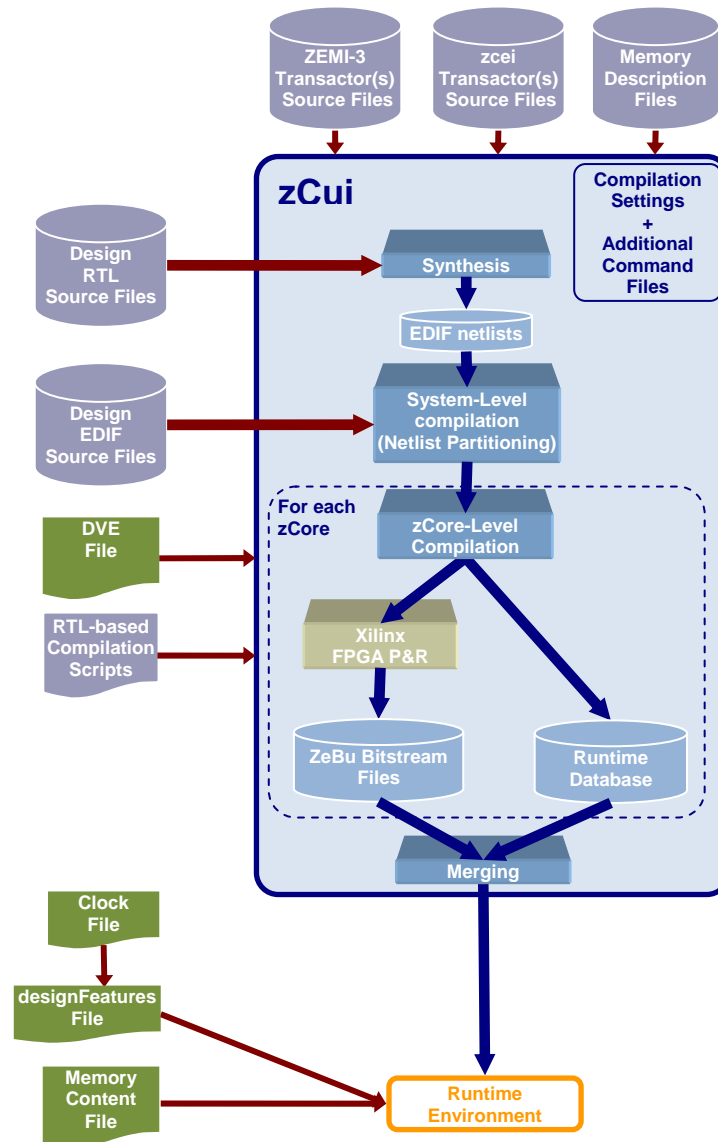 ZEMI-3
Transactor(s)
Source Files
zcei
Transactor(s)
Source Files
Memory
Description
Files
zCui
Compilation
Settings
+
Additional
Command
Files
Design
RTL
Source Files
Synthesis
EDIF netlists
Design
EDIF
Source Files
System-Level
compilation
(Netlist Partitioning)
For each
zCore
zCore-Level
Compilation
DVE
File
RTL-based
Compilation
Scripts
Xilinx
FPGA P&R
ZeBu Bitstream
Files
Runtime
Database
Merging
Clock
File
designFeatures
File
Memory
Content
File
Runtime
Environment